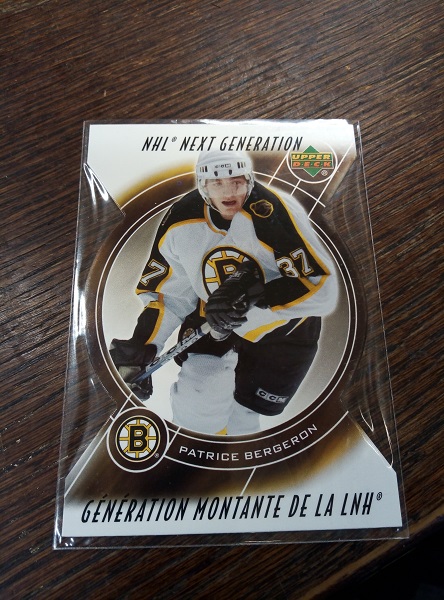 NHL® NEXT GENERATION
UPPER
DECK®
37
37
B
CCM
B®
PATRICE BERGERON
GÉNÉRATION MONTANTE DE LA LNH®